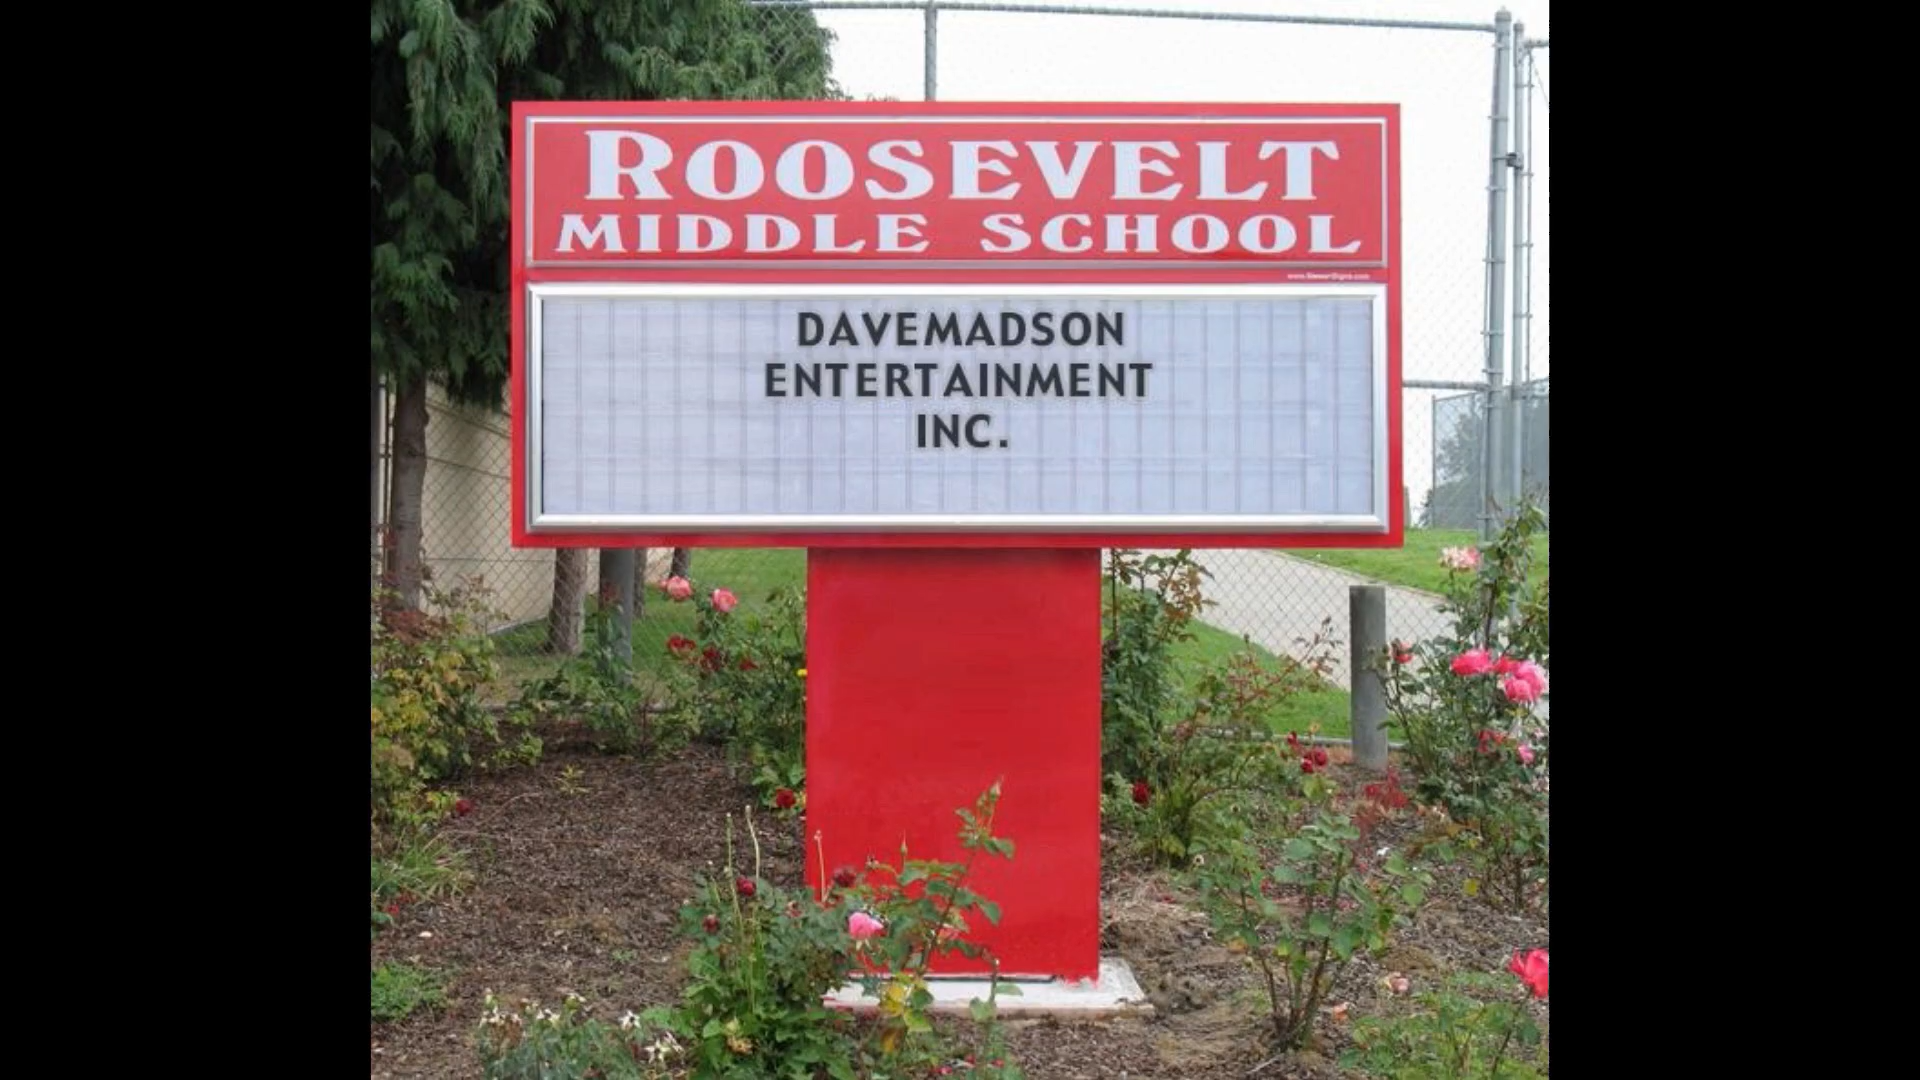 ROOSEVELT
MIDDLE SCHOOL
DAVEMADSON
ENTERTAINMENT
INC.